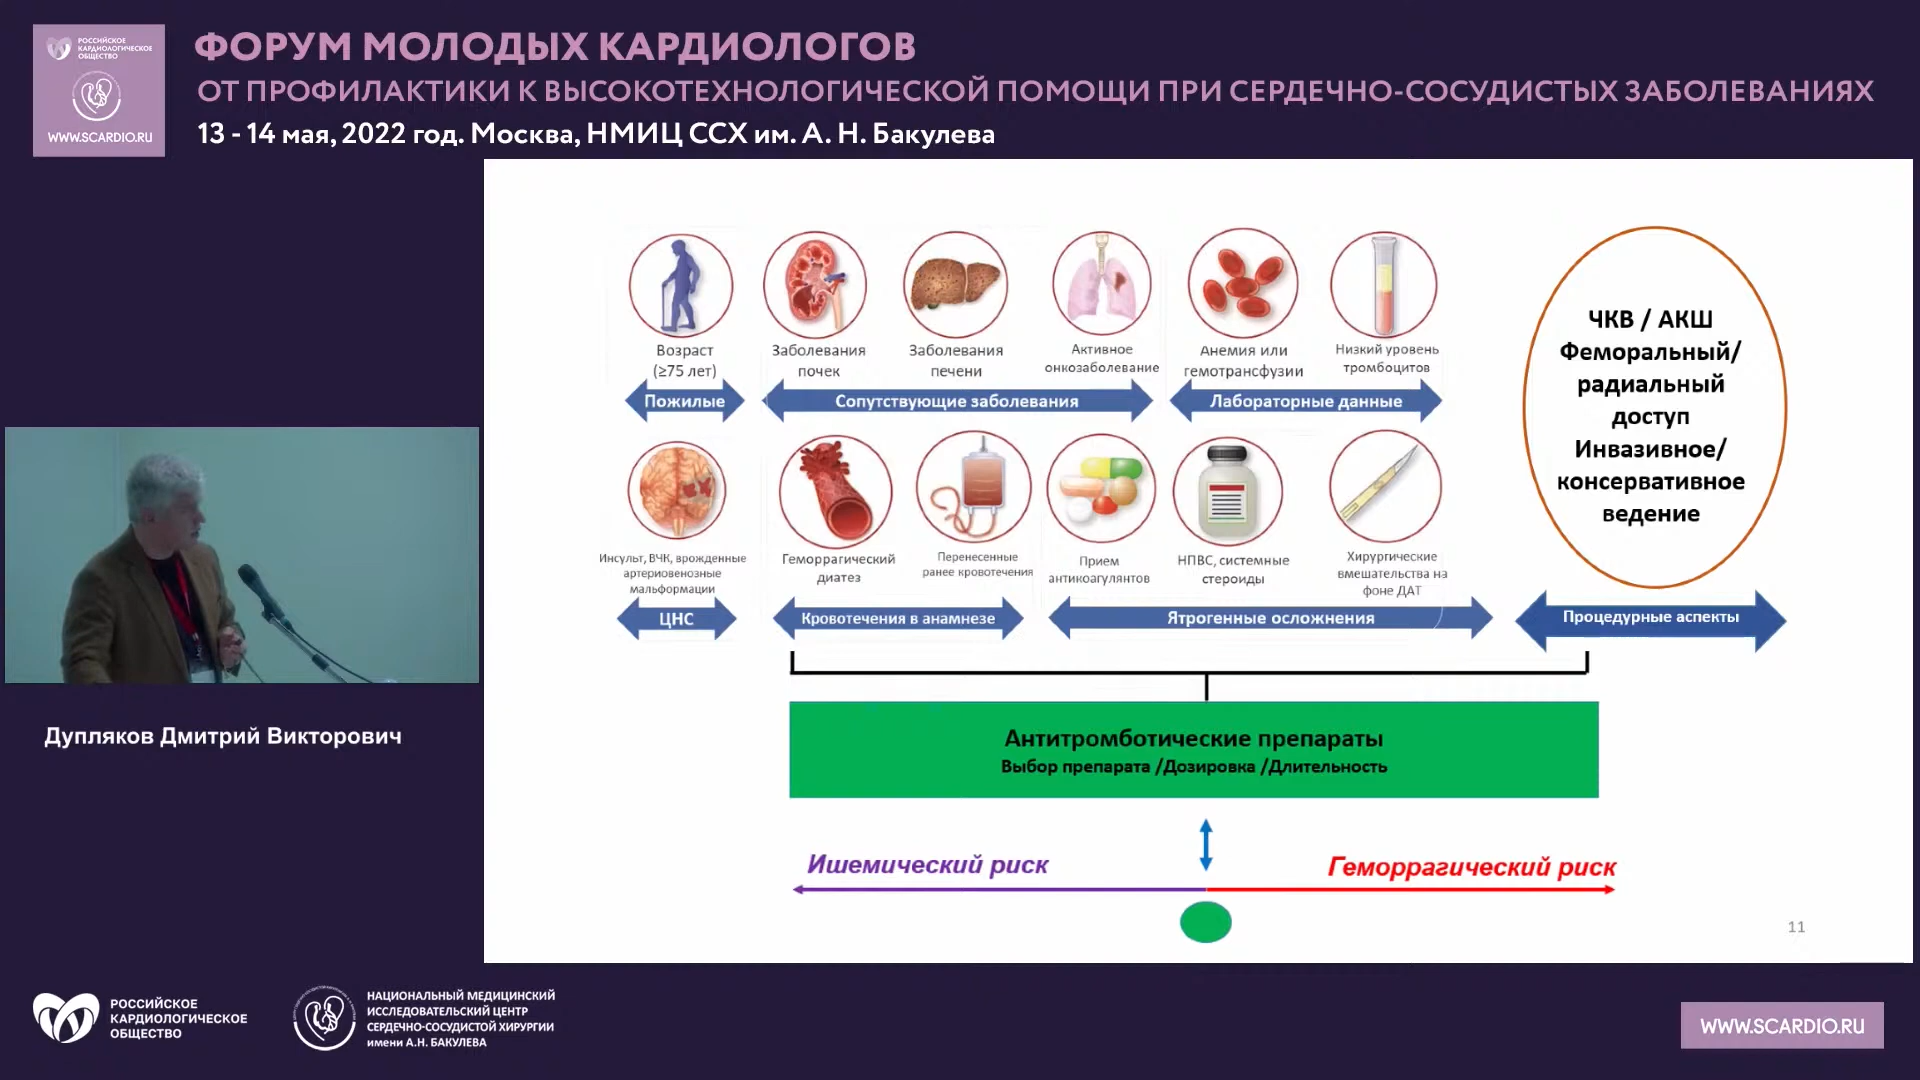 РОССИЙСКОЕ
КАРДИОЛОГИЧЕСКОЕ
ОБЩЕСТВО
WWW.SCARDIO.RU
ФОРУМ МОЛОДЫХ КАРДИОЛОГОВ
ОТ ПРОФИЛАКТИКИ К ВЫСОКОТЕХНОЛОГИЧЕСКОЙ ПОМОЩИ ПРИ СЕРДЕЧНО-СОСУДИСТЫХ ЗАБОЛЕВАНИЯХ
13 - 14 мая, 2022 год. Москва, НМИЦ ССХ им. А. Н. Бакулева
Возраст
(≥75 лет)
Заболевания
почек
Заболевания
печени
Активное
онкозаболевание
Анемия или
гемотрансфузии
Низкий уровень
тромбоцитов
Пожилые
Сопутствующие заболевания
Лабораторные данные
Инсульт, ВЧК, врожденные
артериовенозные
мальформации
Геморрагический
диатез
Перенесенные
ранее кровотечения
Прием
антикоагулянтов
НПВС, системные
стероиды
Хирургические
вмешательства на
фоне ДАТ
ЦНС
Кровотечения в анамнезе
Ятрогенные осложнения
ЧКВ / АКШ
Феморальный/
радиальный
доступ
Инвазивное/
консервативное
ведение
Процедурные аспекты
Антитромботические препараты
Выбор препарата /Дозировка /Длительность
Ишемический риск
Геморрагический риск
11
Дупляков Дмитрий Викторович
РОССИЙСКОЕ
КАРДИОЛОГИЧЕСКОЕ
ОБЩЕСТВО
НАЦИОНАЛЬНЫЙ МЕДИЦИНСКИЙ
ИССЛЕДОВАТЕЛЬСКИЙ ЦЕНТР
СЕРДЕЧНО-СОСУДИСТОЙ ХИРУРГИИ
имени А.Н. БАКУЛЕВА
WWW.SCARDIO.RU